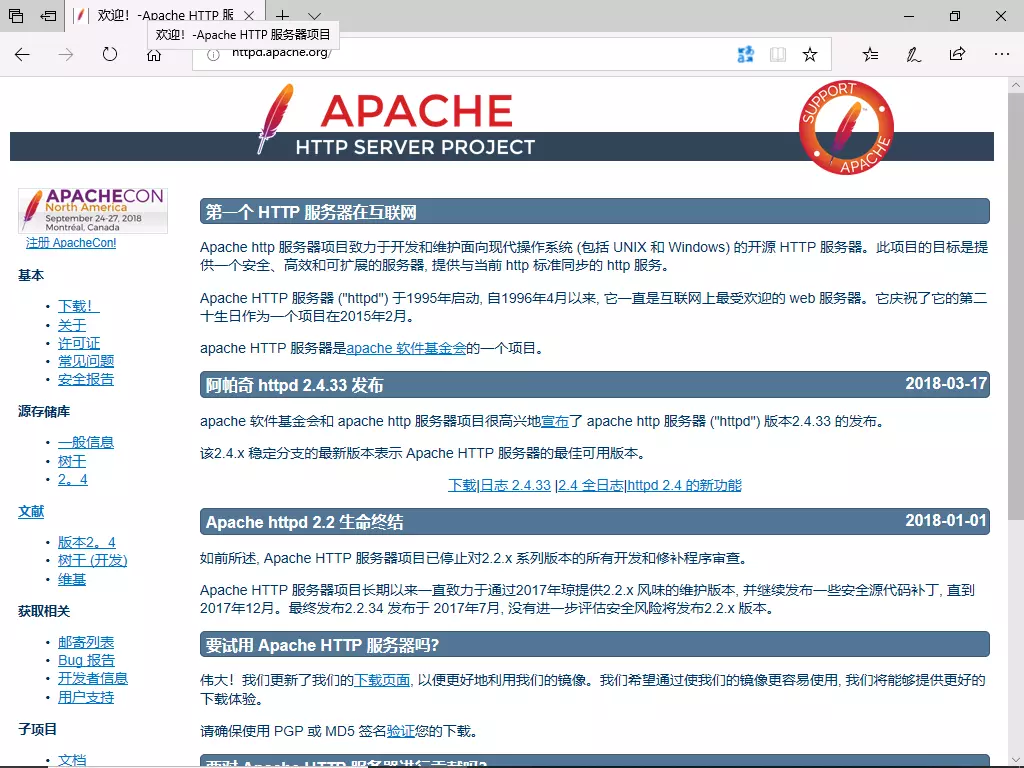 欢迎！-Apache HTTP 服
欢迎！-Apache HTTP 服务器项目
httpd.apache.org/
APACHE
HTTP SERVER PROJECT
SUPPORT
APACHE
APACHECON
North America
September 24-27, 2018
Montréal, Canada
注册 ApacheCon!
基本
• 下载！
• 关于
• 许可证
• 常见问题
• 安全报告
源存储库
• 一般信息
• 树干
• 2。4
文献
• 版本2。4
• 树干 (开发)
• 维基
获取相关
• 邮寄列表
• Bug 报告
• 开发者信息
• 用户支持
子项目
• 文档
第一个 HTTP 服务器在互联网
Apache http 服务器项目致力于开发和维护面向现代操作系统 (包括 UNIX 和 Windows) 的开源 HTTP 服务器。此项目的目标是提
供一个安全、高效和可扩展的服务器, 提供与当前 http 标准同步的 http 服务。
Apache HTTP 服务器 ("httpd") 于1995年启动, 自1996年4月以来, 它一直是互联网上最受欢迎的 web 服务器。它庆祝了它的第二
十生日作为一个项目在2015年2月。
apache HTTP 服务器是apache 软件基金会的一个项目。
阿帕奇 httpd 2.4.33 发布 2018-03-17
apache 软件基金会和 apache http 服务器项目很高兴地宣布了 apache http 服务器 ("httpd") 版本2.4.33 的发布。
该2.4.x 稳定分支的最新版本表示 Apache HTTP 服务器的最佳可用版本。
下载|日志 2.4.33 |2.4 全日志|httpd 2.4 的新功能
Apache httpd 2.2 生命终结 2018-01-01
如前所述, Apache HTTP 服务器项目已停止对2.2.x 系列版本的所有开发和修补程序审查。
Apache HTTP 服务器项目长期以来一直致力于通过2017年琼提供2.2.x 风味的维护版本, 并继续发布一些安全源代码补丁, 直到
2017年12月。最终发布2.2.34 发布于 2017年7月, 没有进一步评估安全风险将发布2.2.x 版本。
要试用 Apache HTTP 服务器吗?
伟大！我们更新了我们的下载页面, 以便更好地利用我们的镜像。我们希望通过使我们的镜像更容易使用, 我们将能够提供更好的
下载体验。
请确保使用 PGP 或 MD5 签名验证您的下载。
要对 Apache HTTP 服务器进行贡献吗?